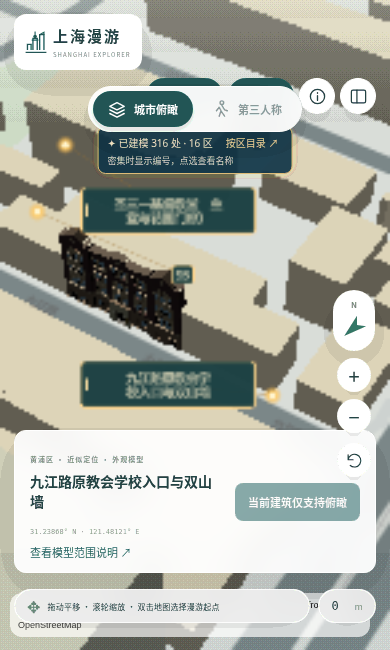 上海漫游
SHANGHAI EXPLORER
城市俯瞰
第三人称
✦ 已建模 316 处 · 16 区 按区目录 ↗
密集时显示编号，点选查看名称
N
+
−
黄浦区 · 近似定位 · 外观模型
九江路原教会学校入口与双山墙
当前建筑仅支持俯瞰
31.23860° N · 121.48121° E
查看模型范围说明 ↗
拖动平移 · 滚轮缩放 · 双击地图选择漫游起点
0 m
OpenStreetMap